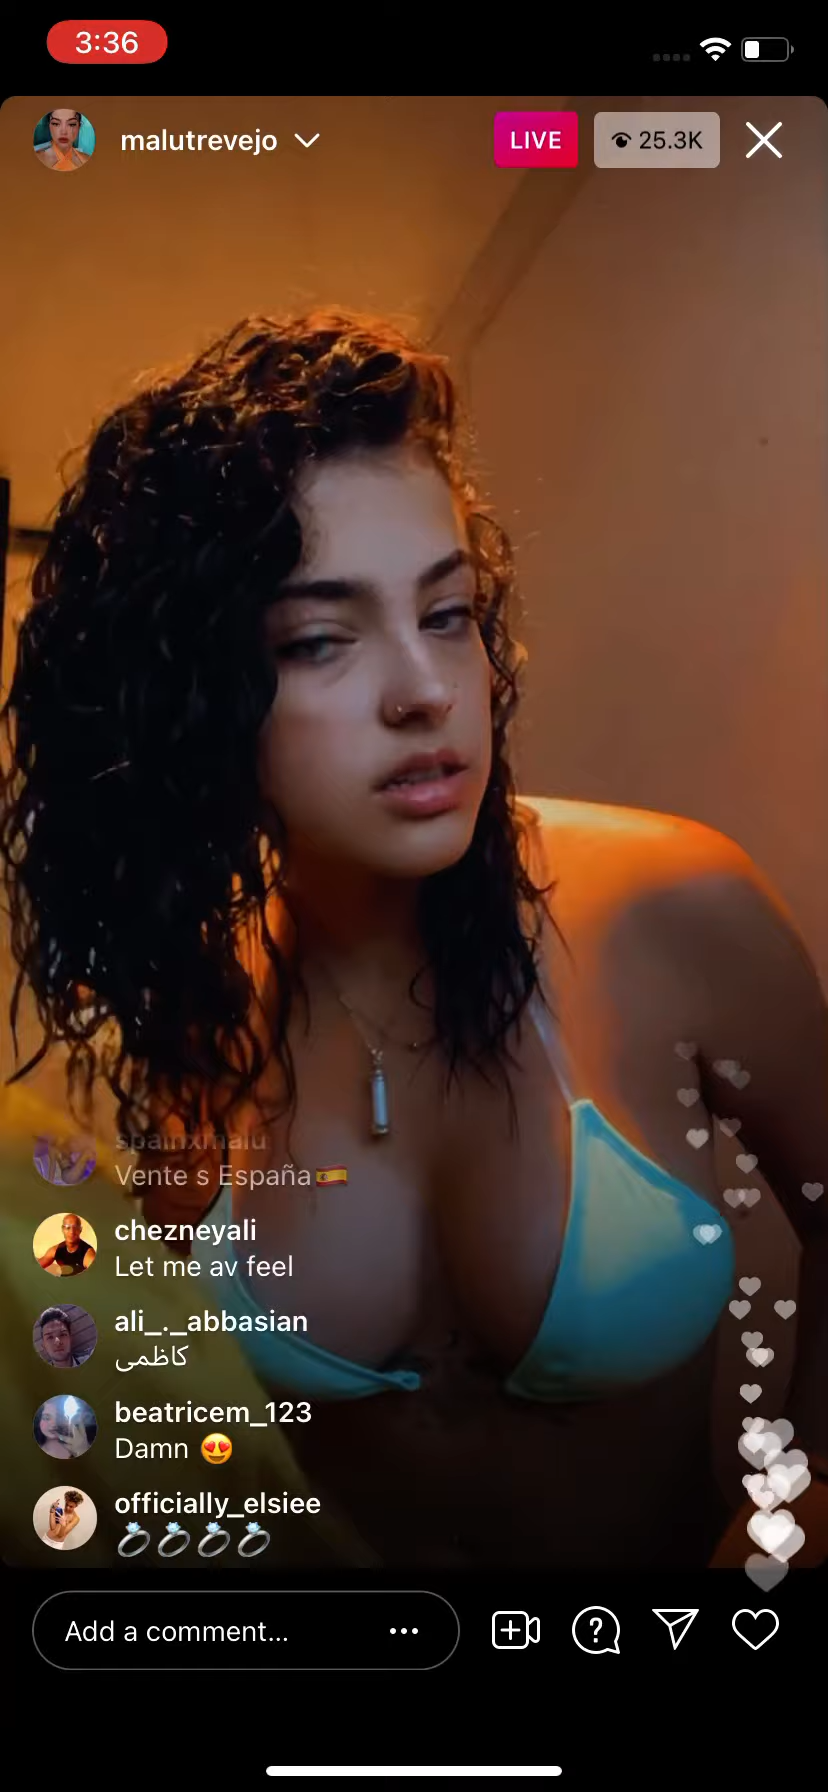 3:36
malutrevejo
LIVE
25.3K
spainxmalu
Vente s España🇪🇸
chezneyali
Let me av feel
ali_._abbasian
کاظمی
beatricem_123
Damn 😍
officially_elsiee
💍💍💍💍
Add a comment...